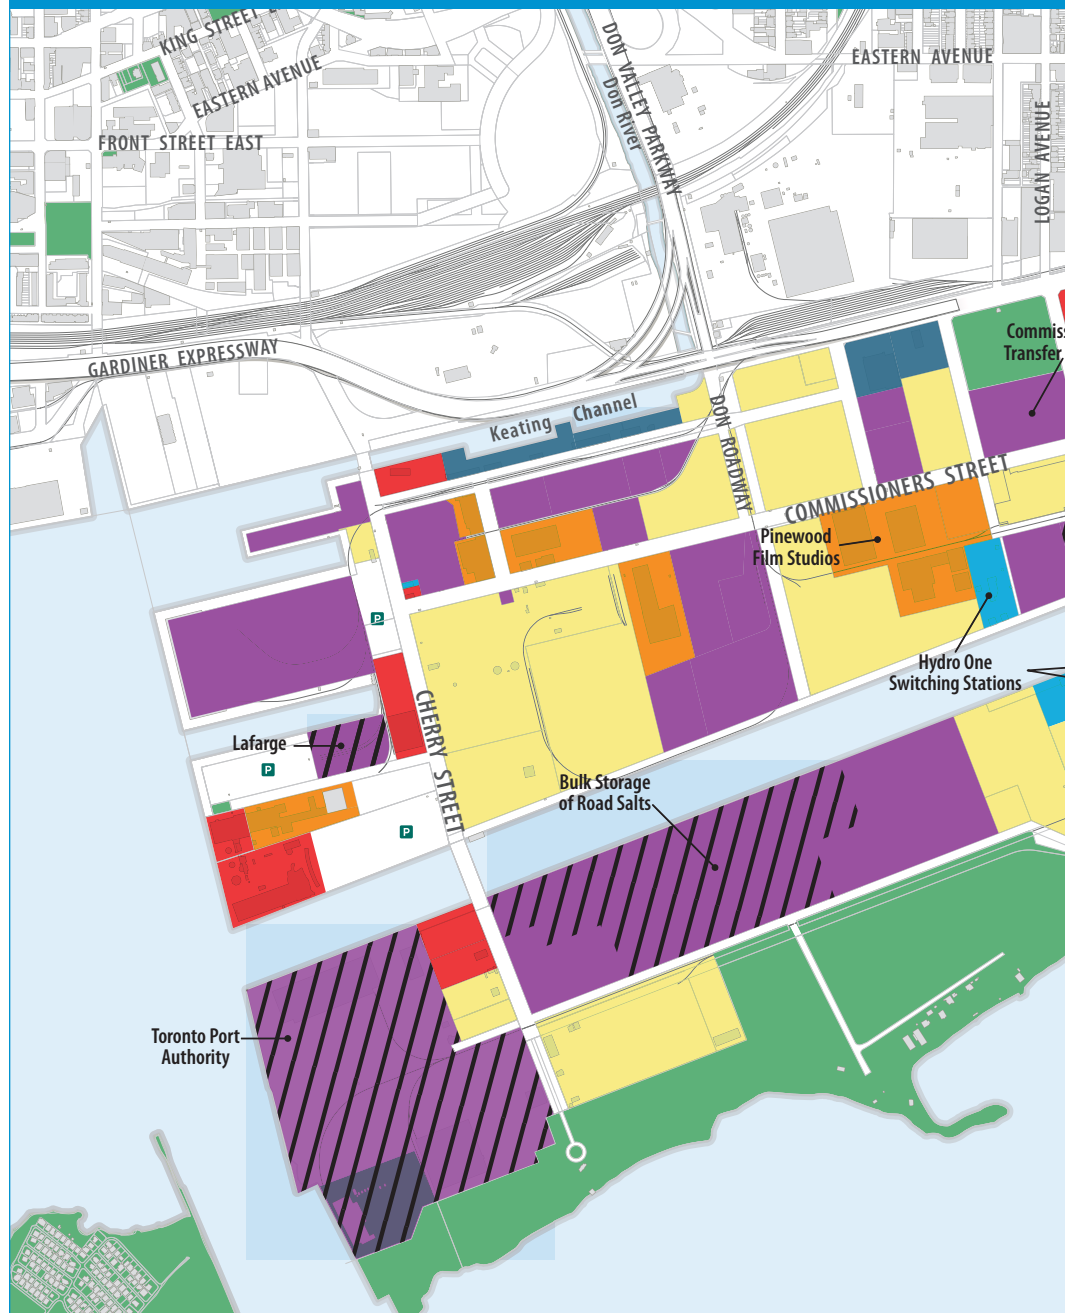 KING STREET E
EASTERN AVENUE
FRONT STREET EAST
DON VALLEY PARKWAY
Don River
EASTERN AVENUE
LOGAN AVENUE
GARDINER EXPRESSWAY
Keating Channel
DON ROADWAY
Commiss
Transfer
COMMISSIONERS STREET
Pinewood
Film Studios
P
Hydro One
Switching Stations
CHERRY STREET
Lafarge
P
P
Bulk Storage
of Road Salts
Toronto Port
Authority